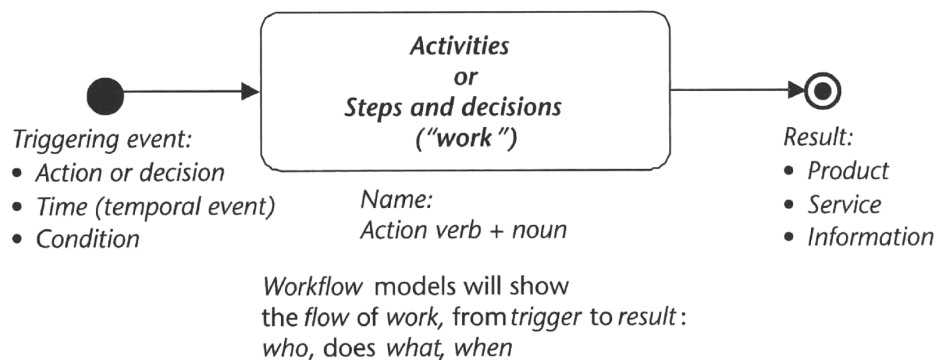 Activities
or
Steps and decisions
("work")
Triggering event:
• Action or decision
• Time (temporal event)
• Condition
Name:
Action verb + noun
Result:
• Product
• Service
• Information
Workflow models will show
the flow of work, from trigger to result:
who, does what, when